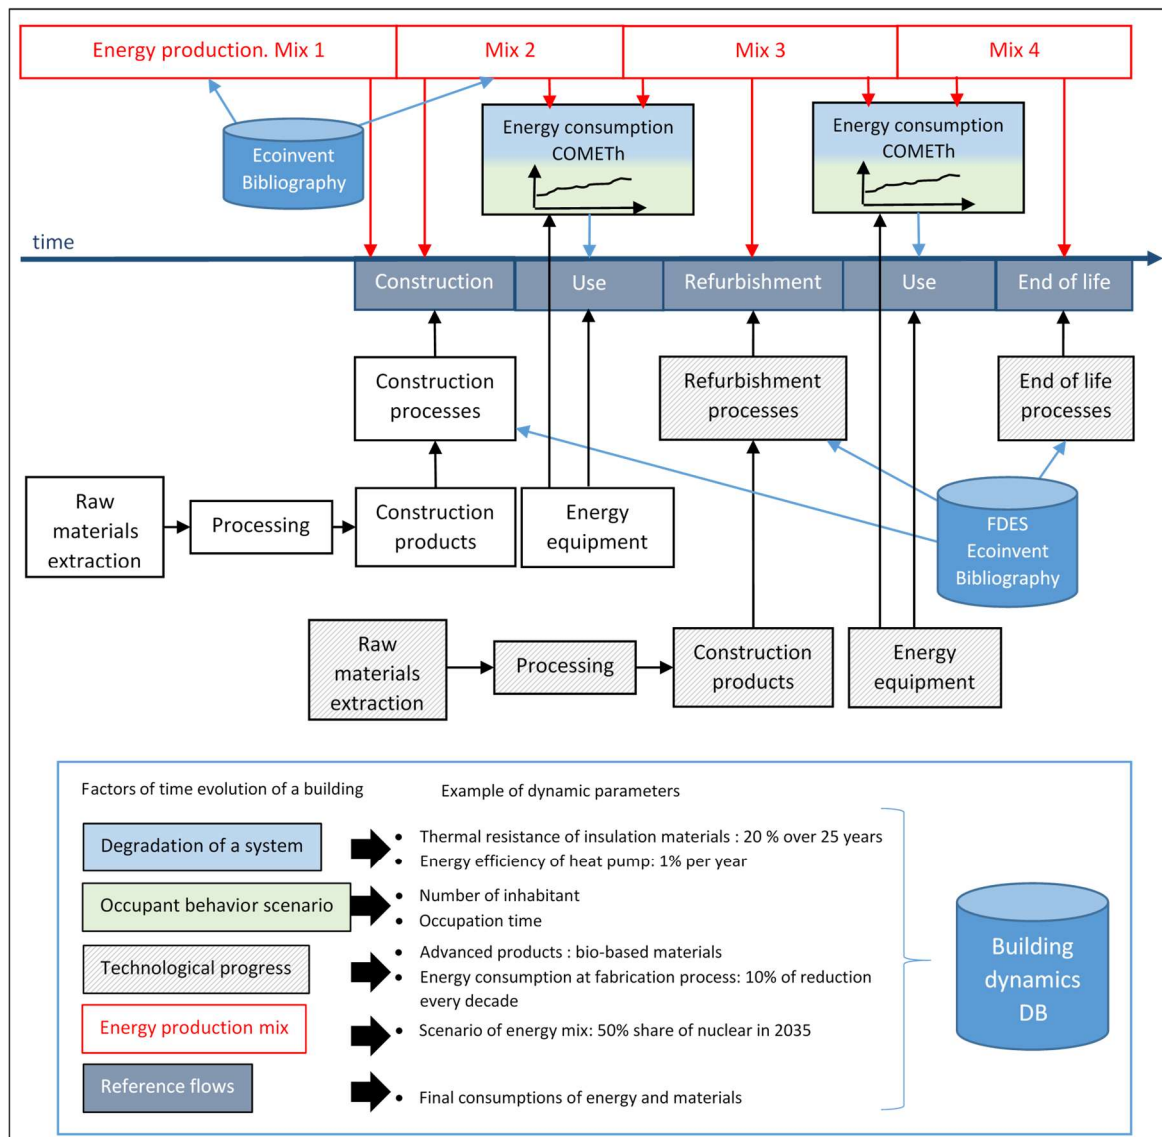 Energy production. Mix 1
Mix 2
Mix 3
Mix 4
Ecoinvent
Bibliography
Energy consumption
COMETh
Energy consumption
COMETh
time
Construction
Use
Refurbishment
Use
End of life
Construction
processes
Refurbishment
processes
End of life
processes
Raw
materials
extraction
Processing
Construction
products
Energy
equipment
FDES
Ecoinvent
Bibliography
Raw
materials
extraction
Processing
Construction
products
Energy
equipment
Factors of time evolution of a building
Example of dynamic parameters
Degradation of a system
• Thermal resistance of insulation materials : 20 % over 25 years
• Energy efficiency of heat pump: 1% per year
Occupant behavior scenario
• Number of inhabitant
• Occupation time
Technological progress
• Advanced products : bio-based materials
• Energy consumption at fabrication process: 10% of reduction
every decade
Energy production mix
• Scenario of energy mix: 50% share of nuclear in 2035
Reference flows
• Final consumptions of energy and materials
Building
dynamics
DB